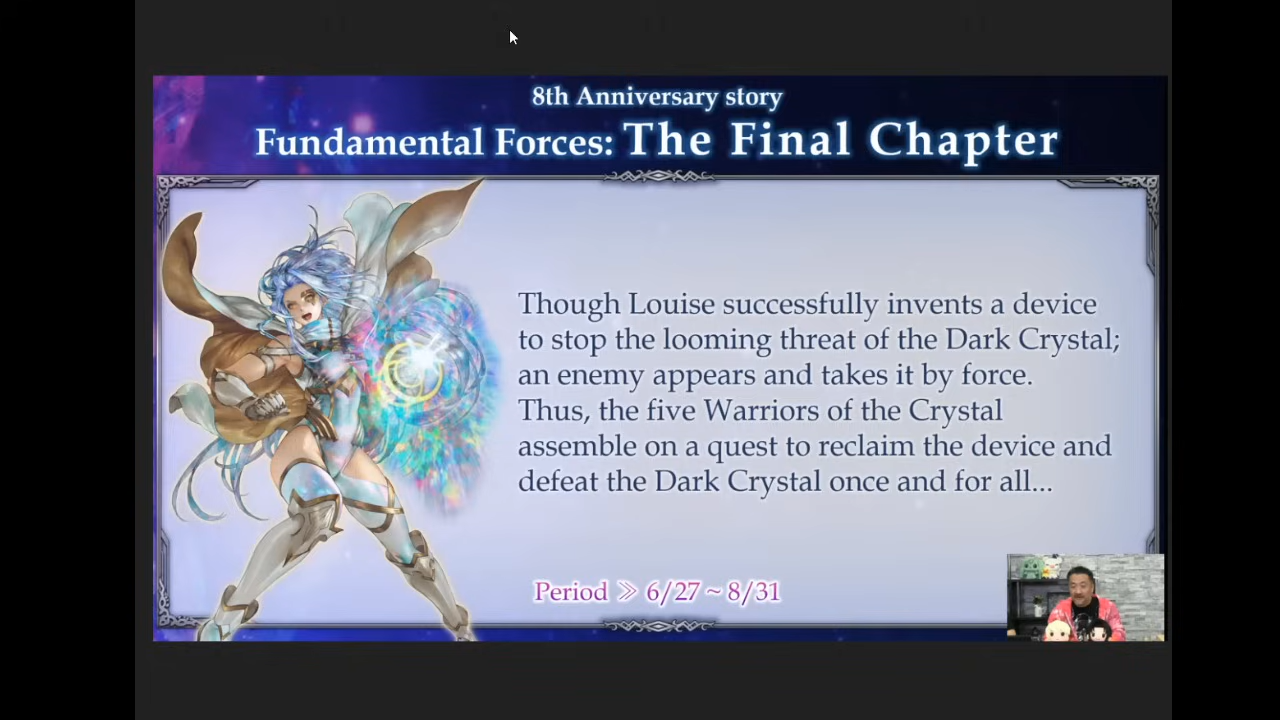 8th Anniversary story
Fundamental Forces: The Final Chapter
Though Louise successfully invents a device
to stop the looming threat of the Dark Crystal;
an enemy appears and takes it by force.
Thus, the five Warriors of the Crystal
assemble on a quest to reclaim the device and
defeat the Dark Crystal once and for all...
Period ≫ 6/27 ~ 8/31